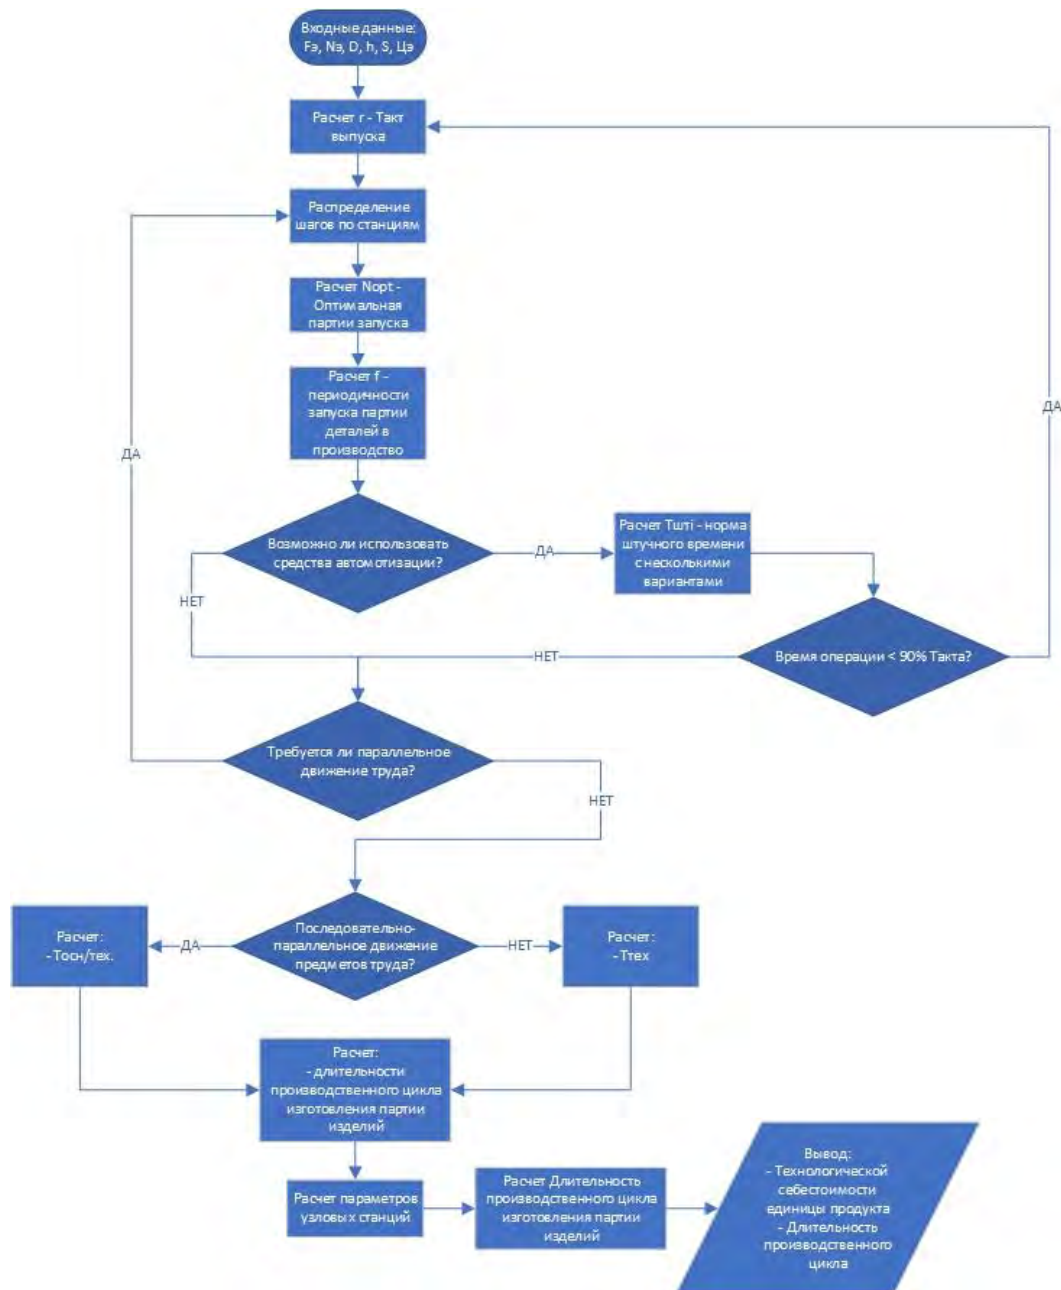 Входные данные:
Fэ, Nэ, D, h, S, Цэ
Расчет r - Такт
выпуска
Распределение
шагов по станциям
Расчет Nopt -
Оптимальная
партии запуска
Расчет f -
периодичности
запуска партии
деталей в
производство
ДА
ДА
Возможно ли использовать
средства автомотизации?
ДА
Расчет Tштi - норма
штучного времени
с несколькими
вариантами
НЕТ
НЕТ
Время операции < 90% Такта?
Требуется ли параллельное
движение труда?
НЕТ
Последовательно-
параллельное движение
предметов труда?
ДА
НЕТ
Расчет:
- Тосн/тех.
Расчет:
- Ттех
Расчет:
- длительности
производственного цикла
изготовления партии
изделий
Расчет параметров
узловых станций
Расчет Длительность
производственного цикла
изготовления партии
изделий
Вывод:
- Технологической
себестоимости
единицы продукта
- Длительность
производственного
цикла